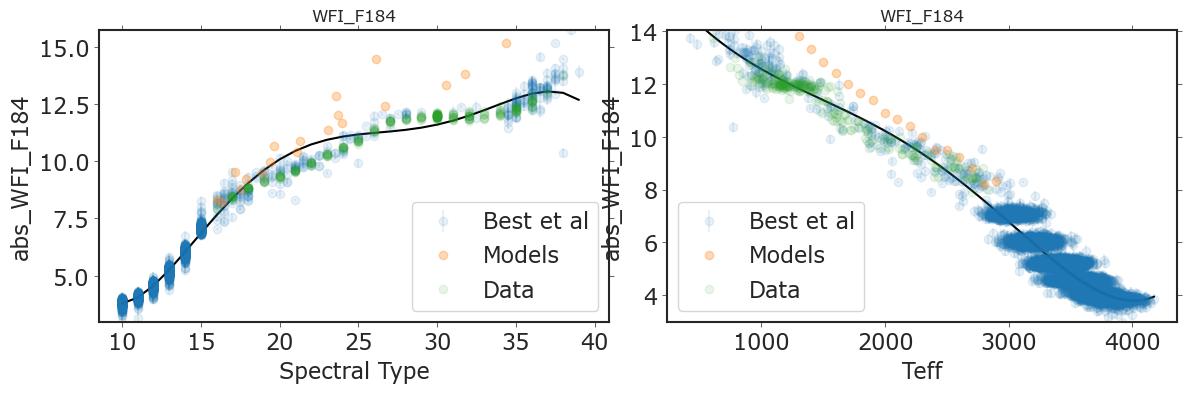 WFI_F184
15.0
12.5
10.0
7.5
5.0
abs_WFI_F184
Best et al
Models
Data
10 15 20 25 30 35 40
Spectral Type
WFI_F184
14
12
10
8
6
4
abs_WFI_F184
Best et al
Models
Data
1000 2000 3000 4000
Teff